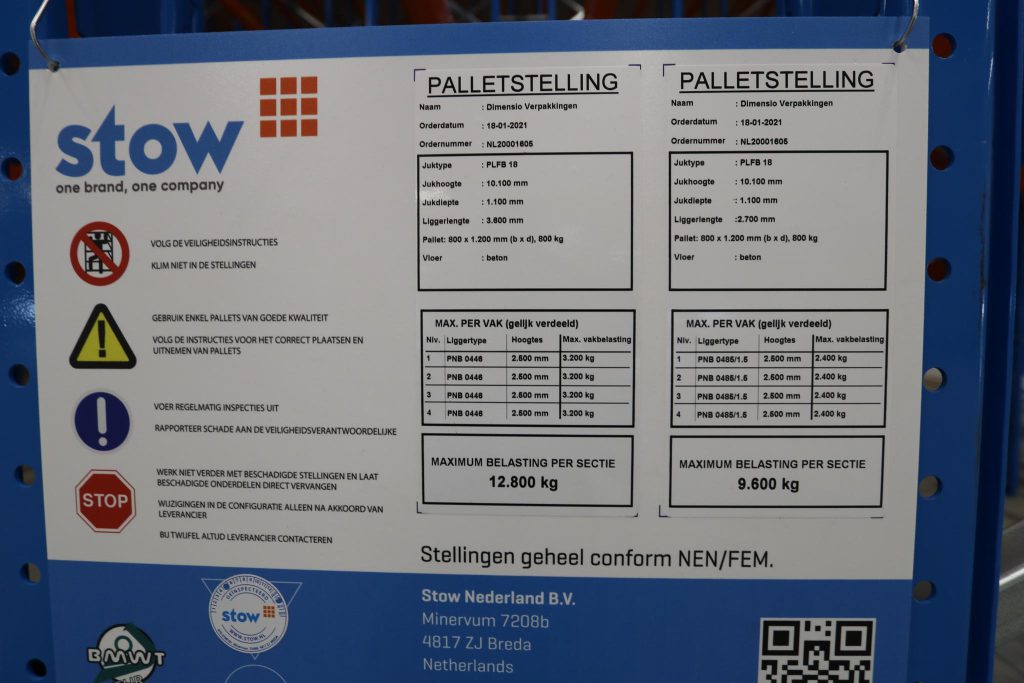 stow
one brand, one company
VOLG DE VEILIGHEIDSINSTRUCTIES
KLIM NIET IN DE STELLINGEN
GEBRUIK ENKEL PALLETS VAN GOEDE KWALITEIT
VOLG DE INSTRUCTIES VOOR HET CORRECT PLAATSEN EN
UITNEMEN VAN PALLETS
VOER REGELMATIG INSPECTIES UIT
RAPPORTEER SCHADE AAN DE VEILIGHEIDSVERANTWOORDELIJKE
STOP
WERK NIET VERDER MET BESCHADIGDE STELLINGEN EN LAAT
BESCHADIGDE ONDERDELEN DIRECT VERVANGEN
WIJZIGINGEN IN DE CONFIGURATIE ALLEEN NA AKKOORD VAN
LEVERANCIER
BIJ TWIJFEL ALTIJD LEVERANCIER CONTACTEREN
PALLETSTELLING
Naam : Dimensio Verpakkingen
Orderdatum : 18-01-2021
Ordernummer : NL20001605
Juktype : PLFB 18
Jukhoogte : 10.100 mm
Jukdiepte : 1.100 mm
Liggerlengte : 3.600 mm
Pallet: 800 x 1.200 mm (b x d), 800 kg
Vloer : beton
MAX. PER VAK (gelijk verdeeld)
Niv. Liggertype Hoogtes Max. vakbelasting
1 PNB 0446 2.500 mm 3.200 kg
2 PNB 0446 2.500 mm 3.200 kg
3 PNB 0446 2.500 mm 3.200 kg
4 PNB 0446 2.500 mm 3.200 kg
MAXIMUM BELASTING PER SECTIE
12.800 kg
PALLETSTELLING
Naam : Dimensio Verpakkingen
Orderdatum : 18-01-2021
Ordernummer : NL20001605
Juktype : PLFB 18
Jukhoogte : 10.100 mm
Jukdiepte : 1.100 mm
Liggerlengte :2.700 mm
Pallet: 800 x 1.200 mm (b x d), 800 kg
Vloer : beton
MAX. PER VAK (gelijk verdeeld)
Niv. Liggertype Hoogtes Max. vakbelasting
1 PNB 0485/1.5 2.500 mm 2.400 kg
2 PNB 0485/1.5 2.500 mm 2.400 kg
3 PNB 0485/1.5 2.500 mm 2.400 kg
4 PNB 0485/1.5 2.500 mm 2.400 kg
MAXIMUM BELASTING PER SECTIE
9.600 kg
Stellingen geheel conform NEN/FEM.
GEÏNSPECTEERD
stow
WWW.STOW.NL
BMWT
Stow Nederland B.V.
Minervum 7208b
4817 ZJ Breda
Netherlands